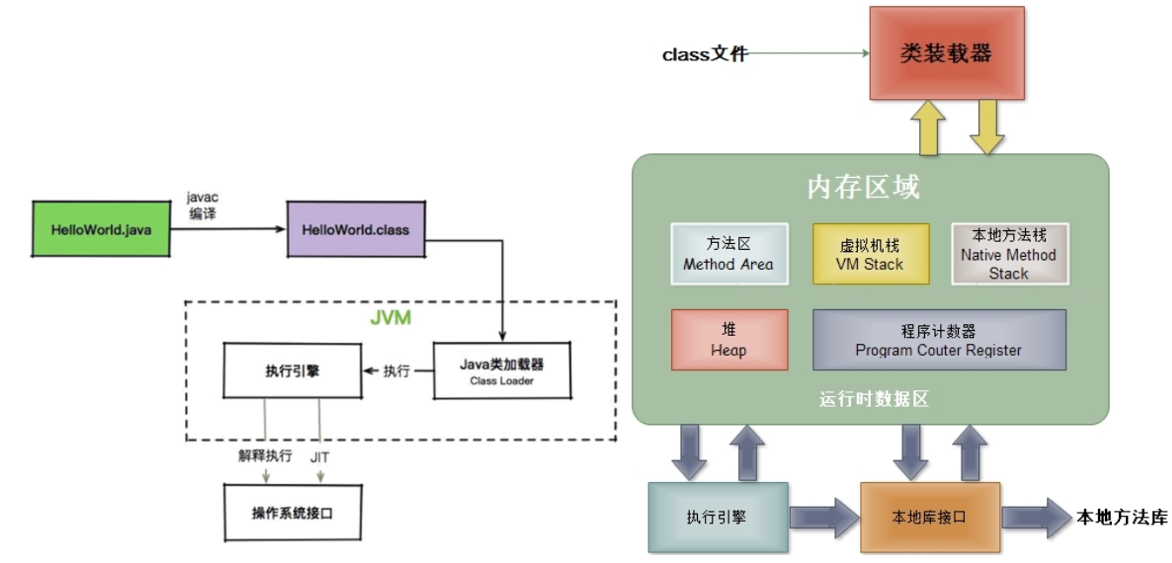 javac
编译
HelloWorld.java
HelloWorld.class
JVM
执行引擎
执行
Java类加载器
Class Loader
解释执行
JIT
操作系统接口
class文件
类装载器
内存区域
方法区
Method Area
虚拟机栈
VM Stack
本地方法栈
Native Method
Stack
堆
Heap
程序计数器
Program Couter Register
运行时数据区
执行引擎
本地库接口
本地方法库